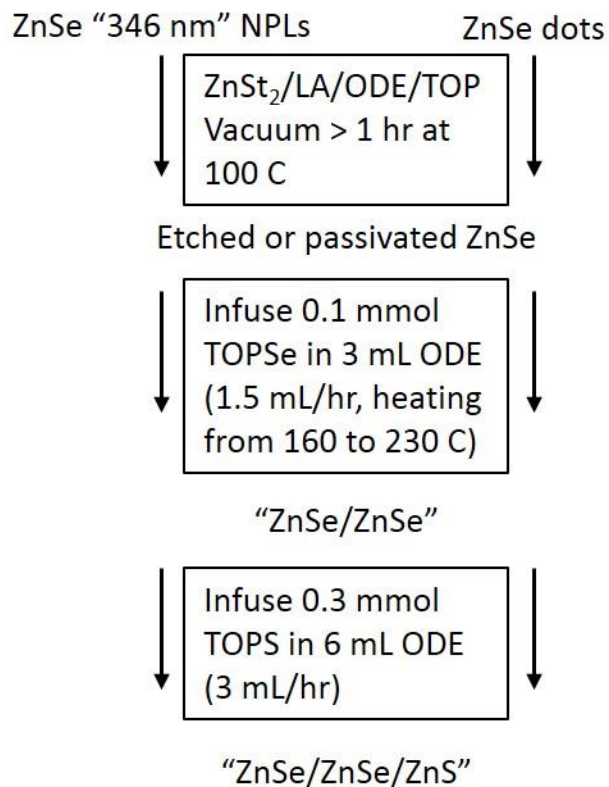 ZnSe “346 nm” NPLs
ZnSe dots
ZnSt₂/LA/ODE/TOP
Vacuum > 1 hr at
100 C
Etched or passivated ZnSe
Infuse 0.1 mmol
TOPSe in 3 mL ODE
(1.5 mL/hr, heating
from 160 to 230 C)
“ZnSe/ZnSe”
Infuse 0.3 mmol
TOPS in 6 mL ODE
(3 mL/hr)
“ZnSe/ZnSe/ZnS”